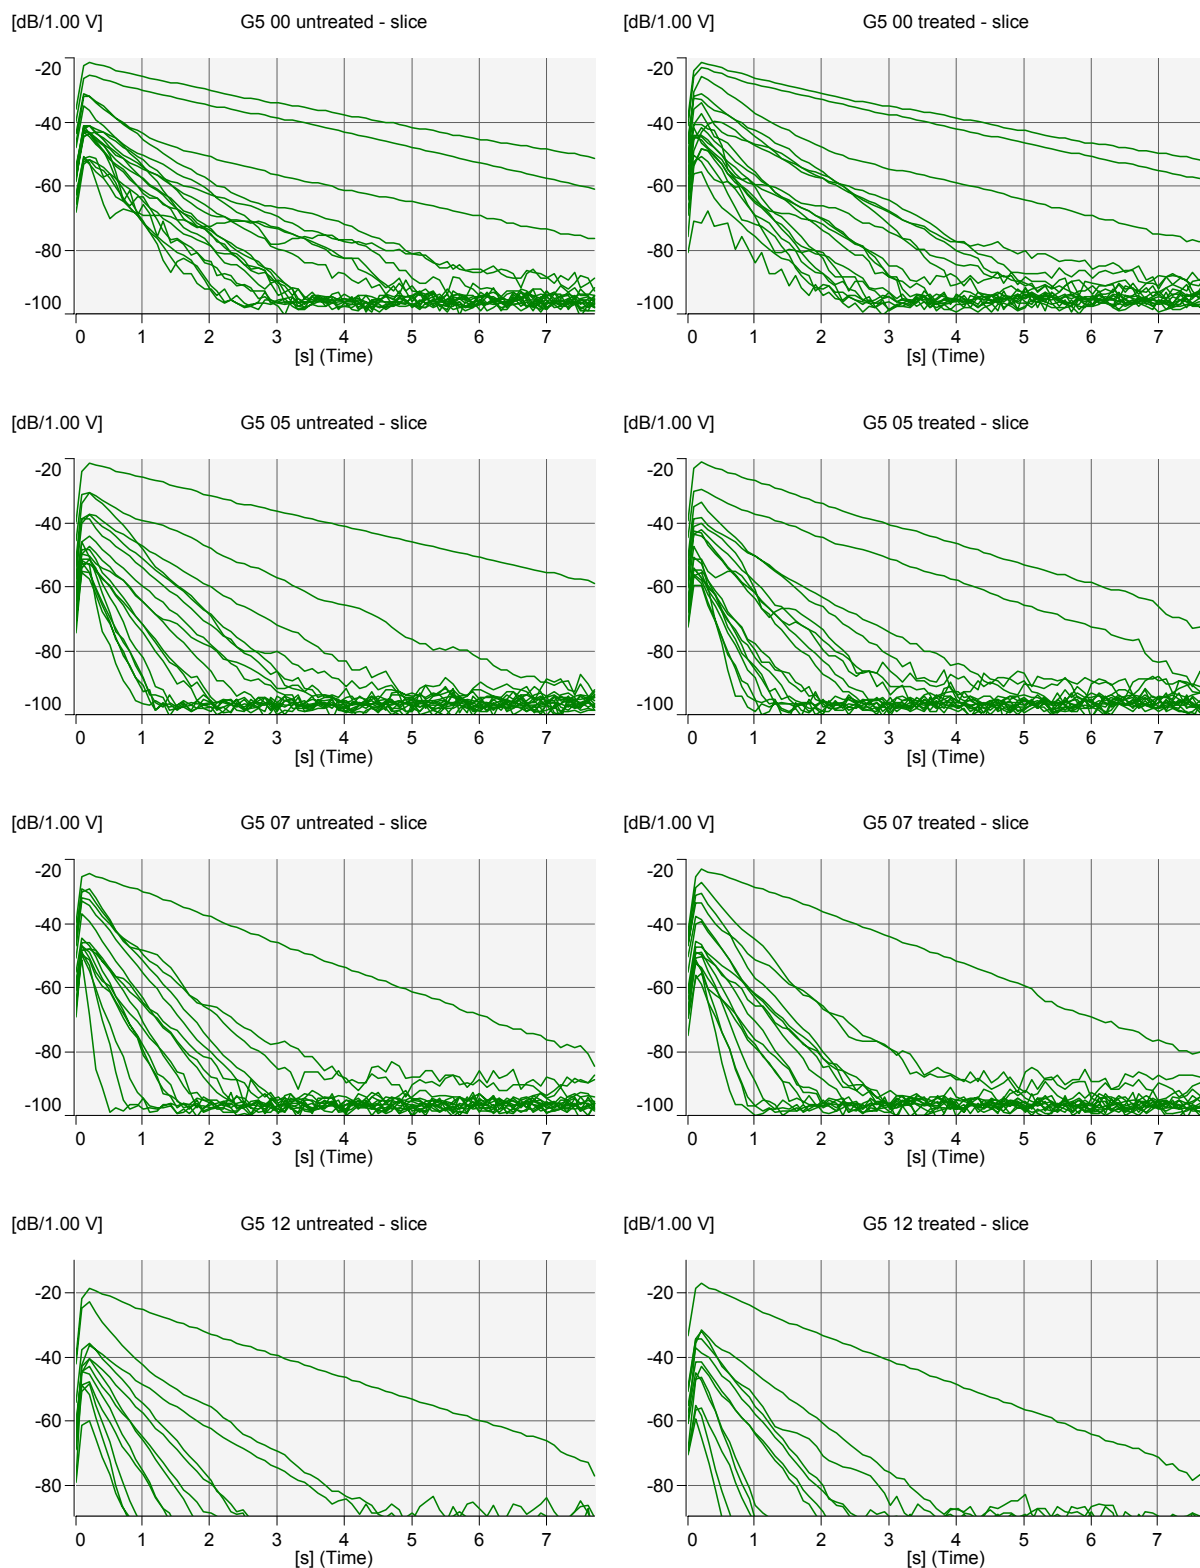 [dB/1.00 V] G5 00 untreated - slice
-20
-40
-60
-80
-100
0 1 2 3 4 5 6 7
[s] (Time)
[dB/1.00 V] G5 00 treated - slice
-20
-40
-60
-80
-100
0 1 2 3 4 5 6 7
[s] (Time)
[dB/1.00 V] G5 05 untreated - slice
-20
-40
-60
-80
-100
0 1 2 3 4 5 6 7
[s] (Time)
[dB/1.00 V] G5 05 treated - slice
-20
-40
-60
-80
-100
0 1 2 3 4 5 6 7
[s] (Time)
[dB/1.00 V] G5 07 untreated - slice
-20
-40
-60
-80
-100
0 1 2 3 4 5 6 7
[s] (Time)
[dB/1.00 V] G5 07 treated - slice
-20
-40
-60
-80
-100
0 1 2 3 4 5 6 7
[s] (Time)
[dB/1.00 V] G5 12 untreated - slice
-20
-40
-60
-80
0 1 2 3 4 5 6 7
[s] (Time)
[dB/1.00 V] G5 12 treated - slice
-20
-40
-60
-80
0 1 2 3 4 5 6 7
[s] (Time)